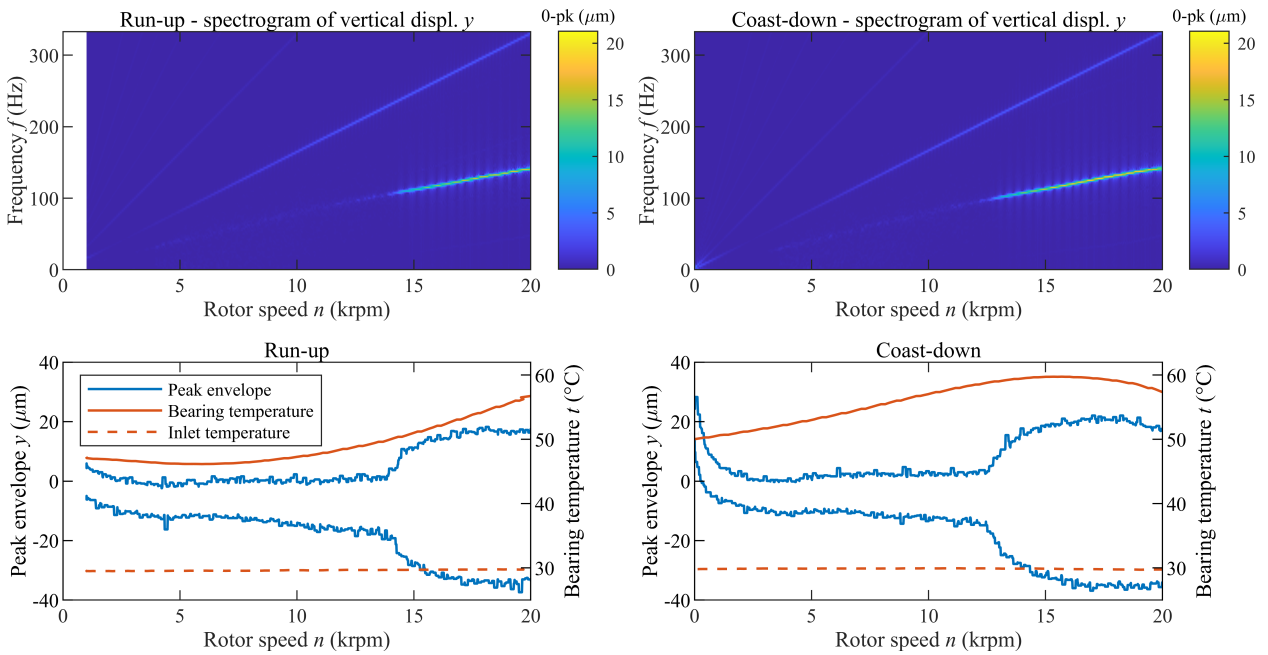 Run-up - spectrogram of vertical displ. y
0-pk (μm)
Frequency f (Hz)
300
200
100
0
0 5 10 15 20
Rotor speed n (krpm)
20
15
10
5
0
Coast-down - spectrogram of vertical displ. y
0-pk (μm)
Frequency f (Hz)
300
200
100
0
0 5 10 15 20
Rotor speed n (krpm)
20
15
10
5
0
Run-up
Peak envelope y (μm)
40
20
0
-20
-40
Peak envelope
Bearing temperature
Inlet temperature
0 5 10 15 20
Rotor speed n (krpm)
60
50
40
30
Bearing temperature t (°C)
Coast-down
Peak envelope y (μm)
40
20
0
-20
-40
0 5 10 15 20
Rotor speed n (krpm)
60
50
40
30
Bearing temperature t (°C)